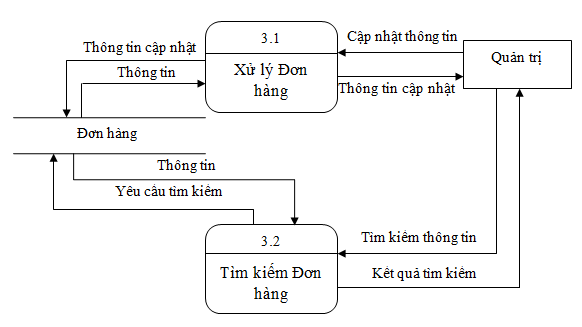 3.1
Cập nhật thông tin
Thông tin cập nhật
Quản trị
Thông tin
Xử lý Đơn
hàng
Thông tin cập nhật
Đơn hàng
Thông tin
Yêu cầu tìm kiếm
3.2
Tìm kiếm thông tin
Tìm kiếm Đơn
hàng
Kết quả tìm kiếm